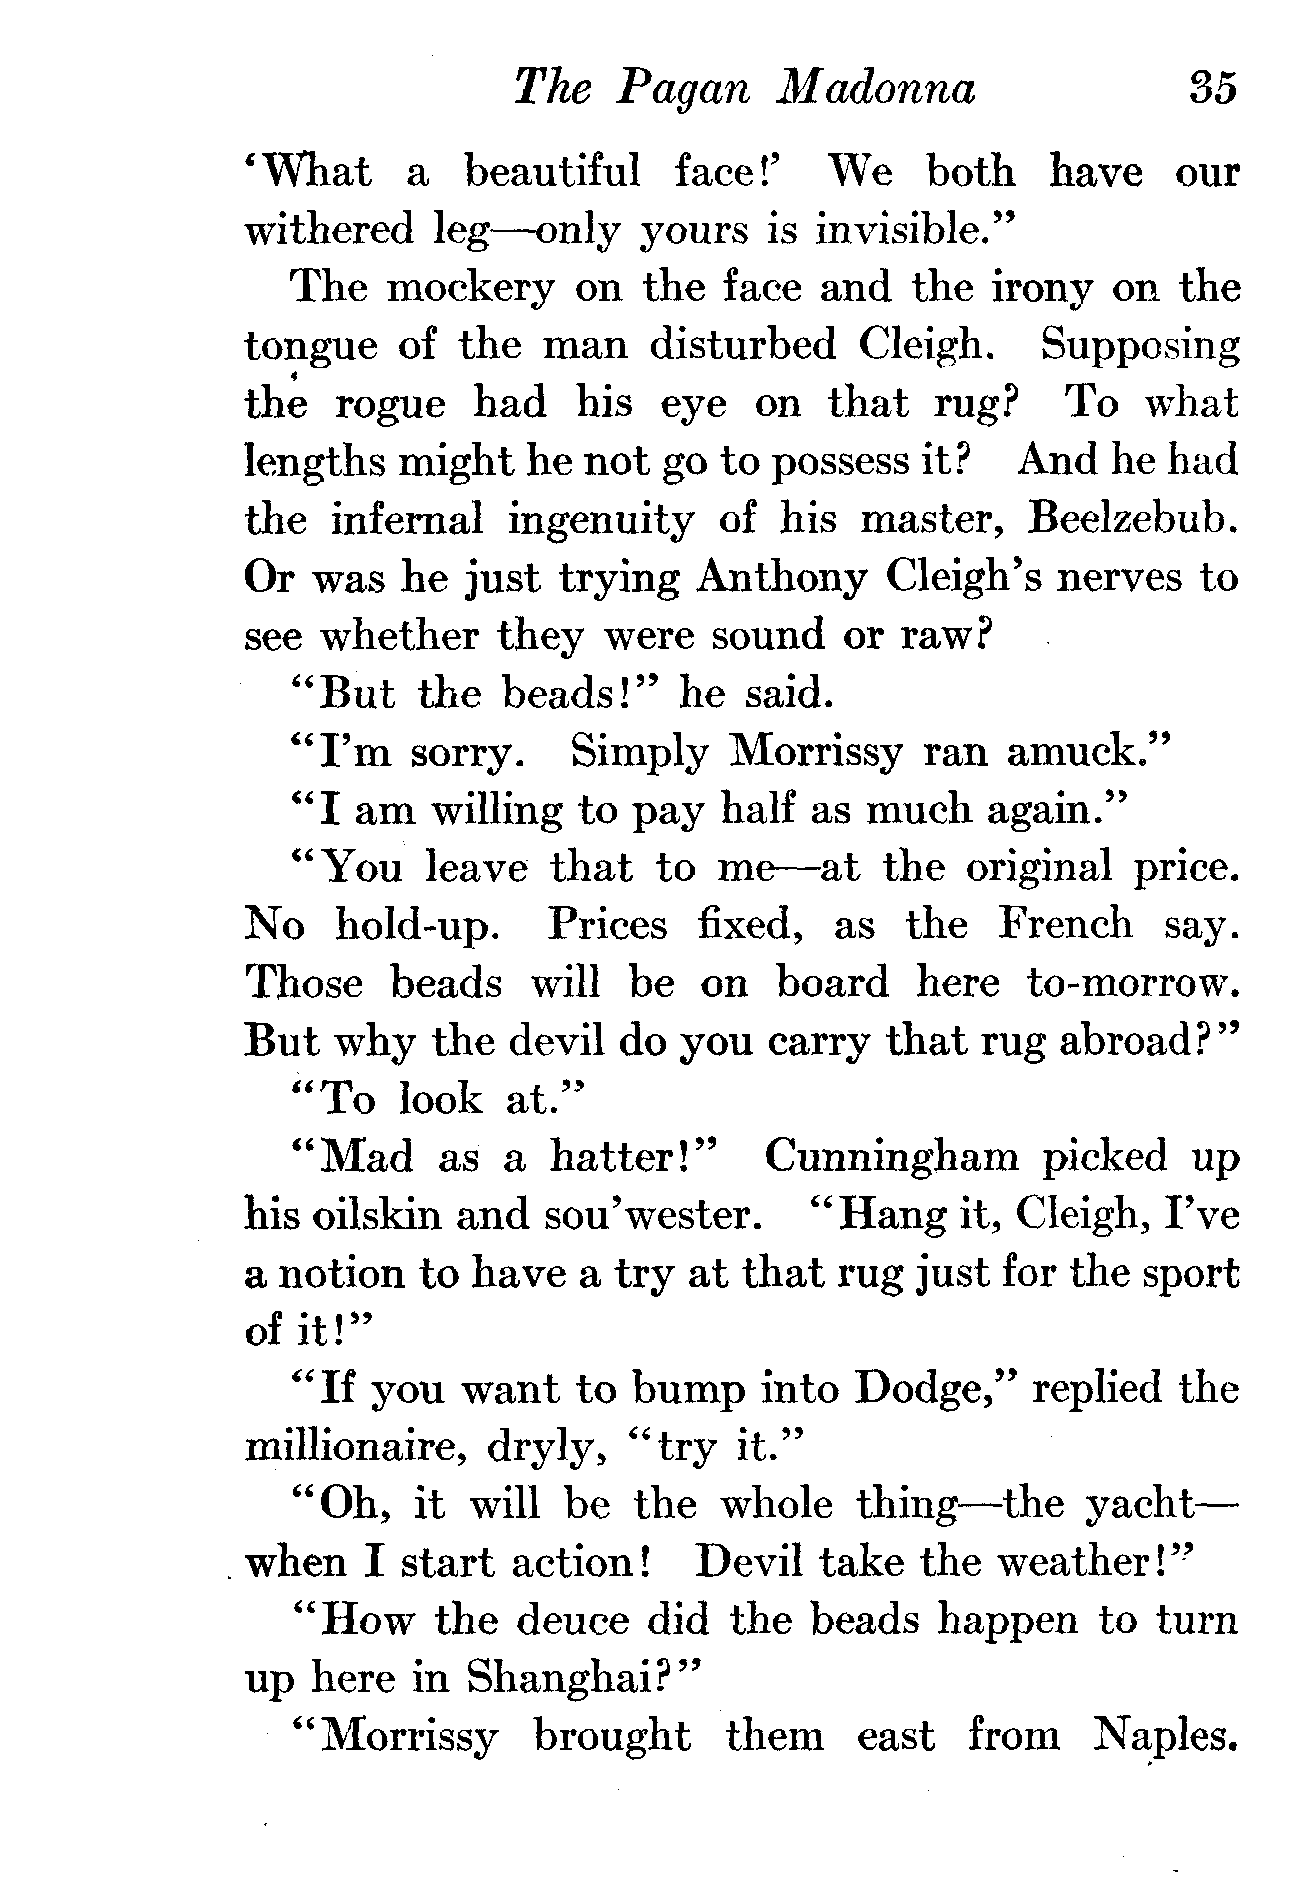 The Pagan Madonna 35
‘What a beautiful face!’ We both have our
withered leg—only yours is invisible.”
The mockery on the face and the irony on the
tongue of the man disturbed Cleigh. Supposing
the rogue had his eye on that rug? To what
lengths might he not go to possess it? And he had
the infernal ingenuity of his master, Beelzebub.
Or was he just trying Anthony Cleigh’s nerves to
see whether they were sound or raw?
“But the beads!” he said.
“I’m sorry. Simply Morrissy ran amuck.”
“I am willing to pay half as much again.”
“You leave that to me—at the original price.
No hold-up. Prices fixed, as the French say.
Those beads will be on board here to-morrow.
But why the devil do you carry that rug abroad?”
“To look at.”
“Mad as a hatter!” Cunningham picked up
his oilskin and sou’wester. “Hang it, Cleigh, I’ve
a notion to have a try at that rug just for the sport
of it!”
“If you want to bump into Dodge,” replied the
millionaire, dryly, “try it.”
“Oh, it will be the whole thing—the yacht—
when I start action! Devil take the weather!”
“How the deuce did the beads happen to turn
up here in Shanghai?”
“Morrissy brought them east from Naples.